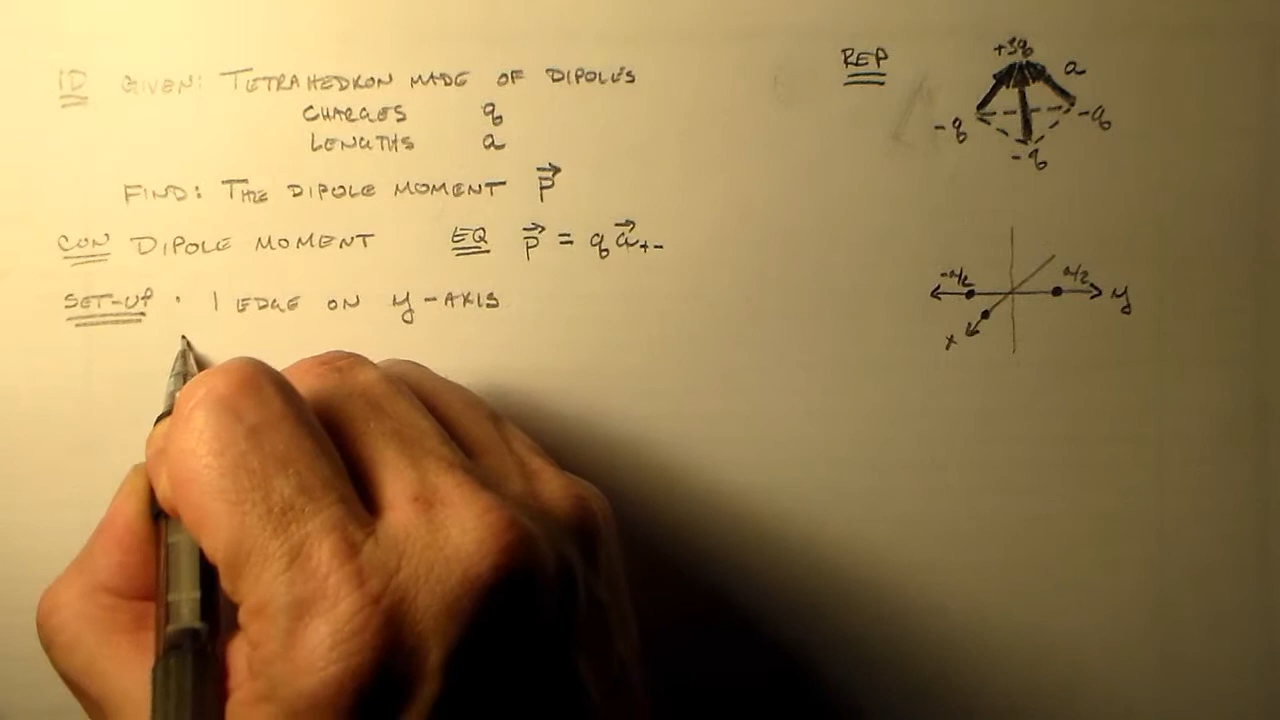 ID GIVEN: TETRAHEDRON MADE OF DIPOLES
CHARGES q
LENGTHS a
FIND: THE DIPOLE MOMENT p⃗
CON DIPOLE MOMENT EQ p⃗ = q a⃗+-
SET-UP • 1 EDGE ON y-AXIS
REP
+3q
a
-q
-q
-q
-a/2
a/2
y
x